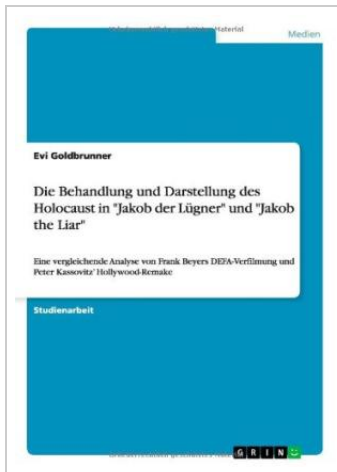 Medien
Evi Goldbrunner
Die Behandlung und Darstellung des
Holocaust in "Jakob der Lügner" und "Jakob
the Liar"
Eine vergleichende Analyse von Frank Beyers DEFA-Verfilmung und
Peter Kassovitz' Hollywood-Remake
Studienarbeit
GRIN